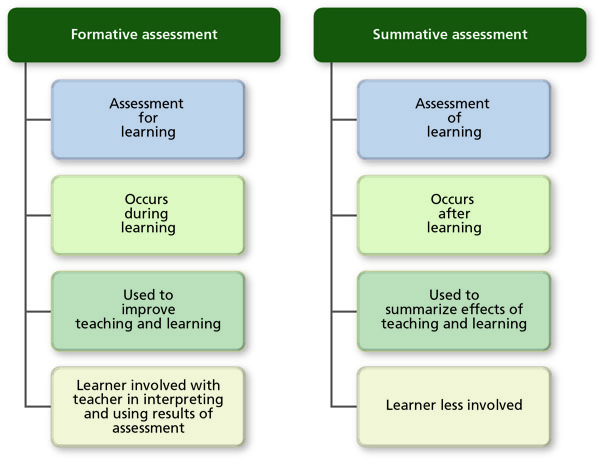 Formative assessment
Assessment
for
learning
Occurs
during
learning
Used to
improve
teaching and learning
Learner involved with
teacher in interpreting
and using results of
assessment
Summative assessment
Assessment
of
learning
Occurs
after
learning
Used to
summarize effects of
teaching and learning
Learner less involved